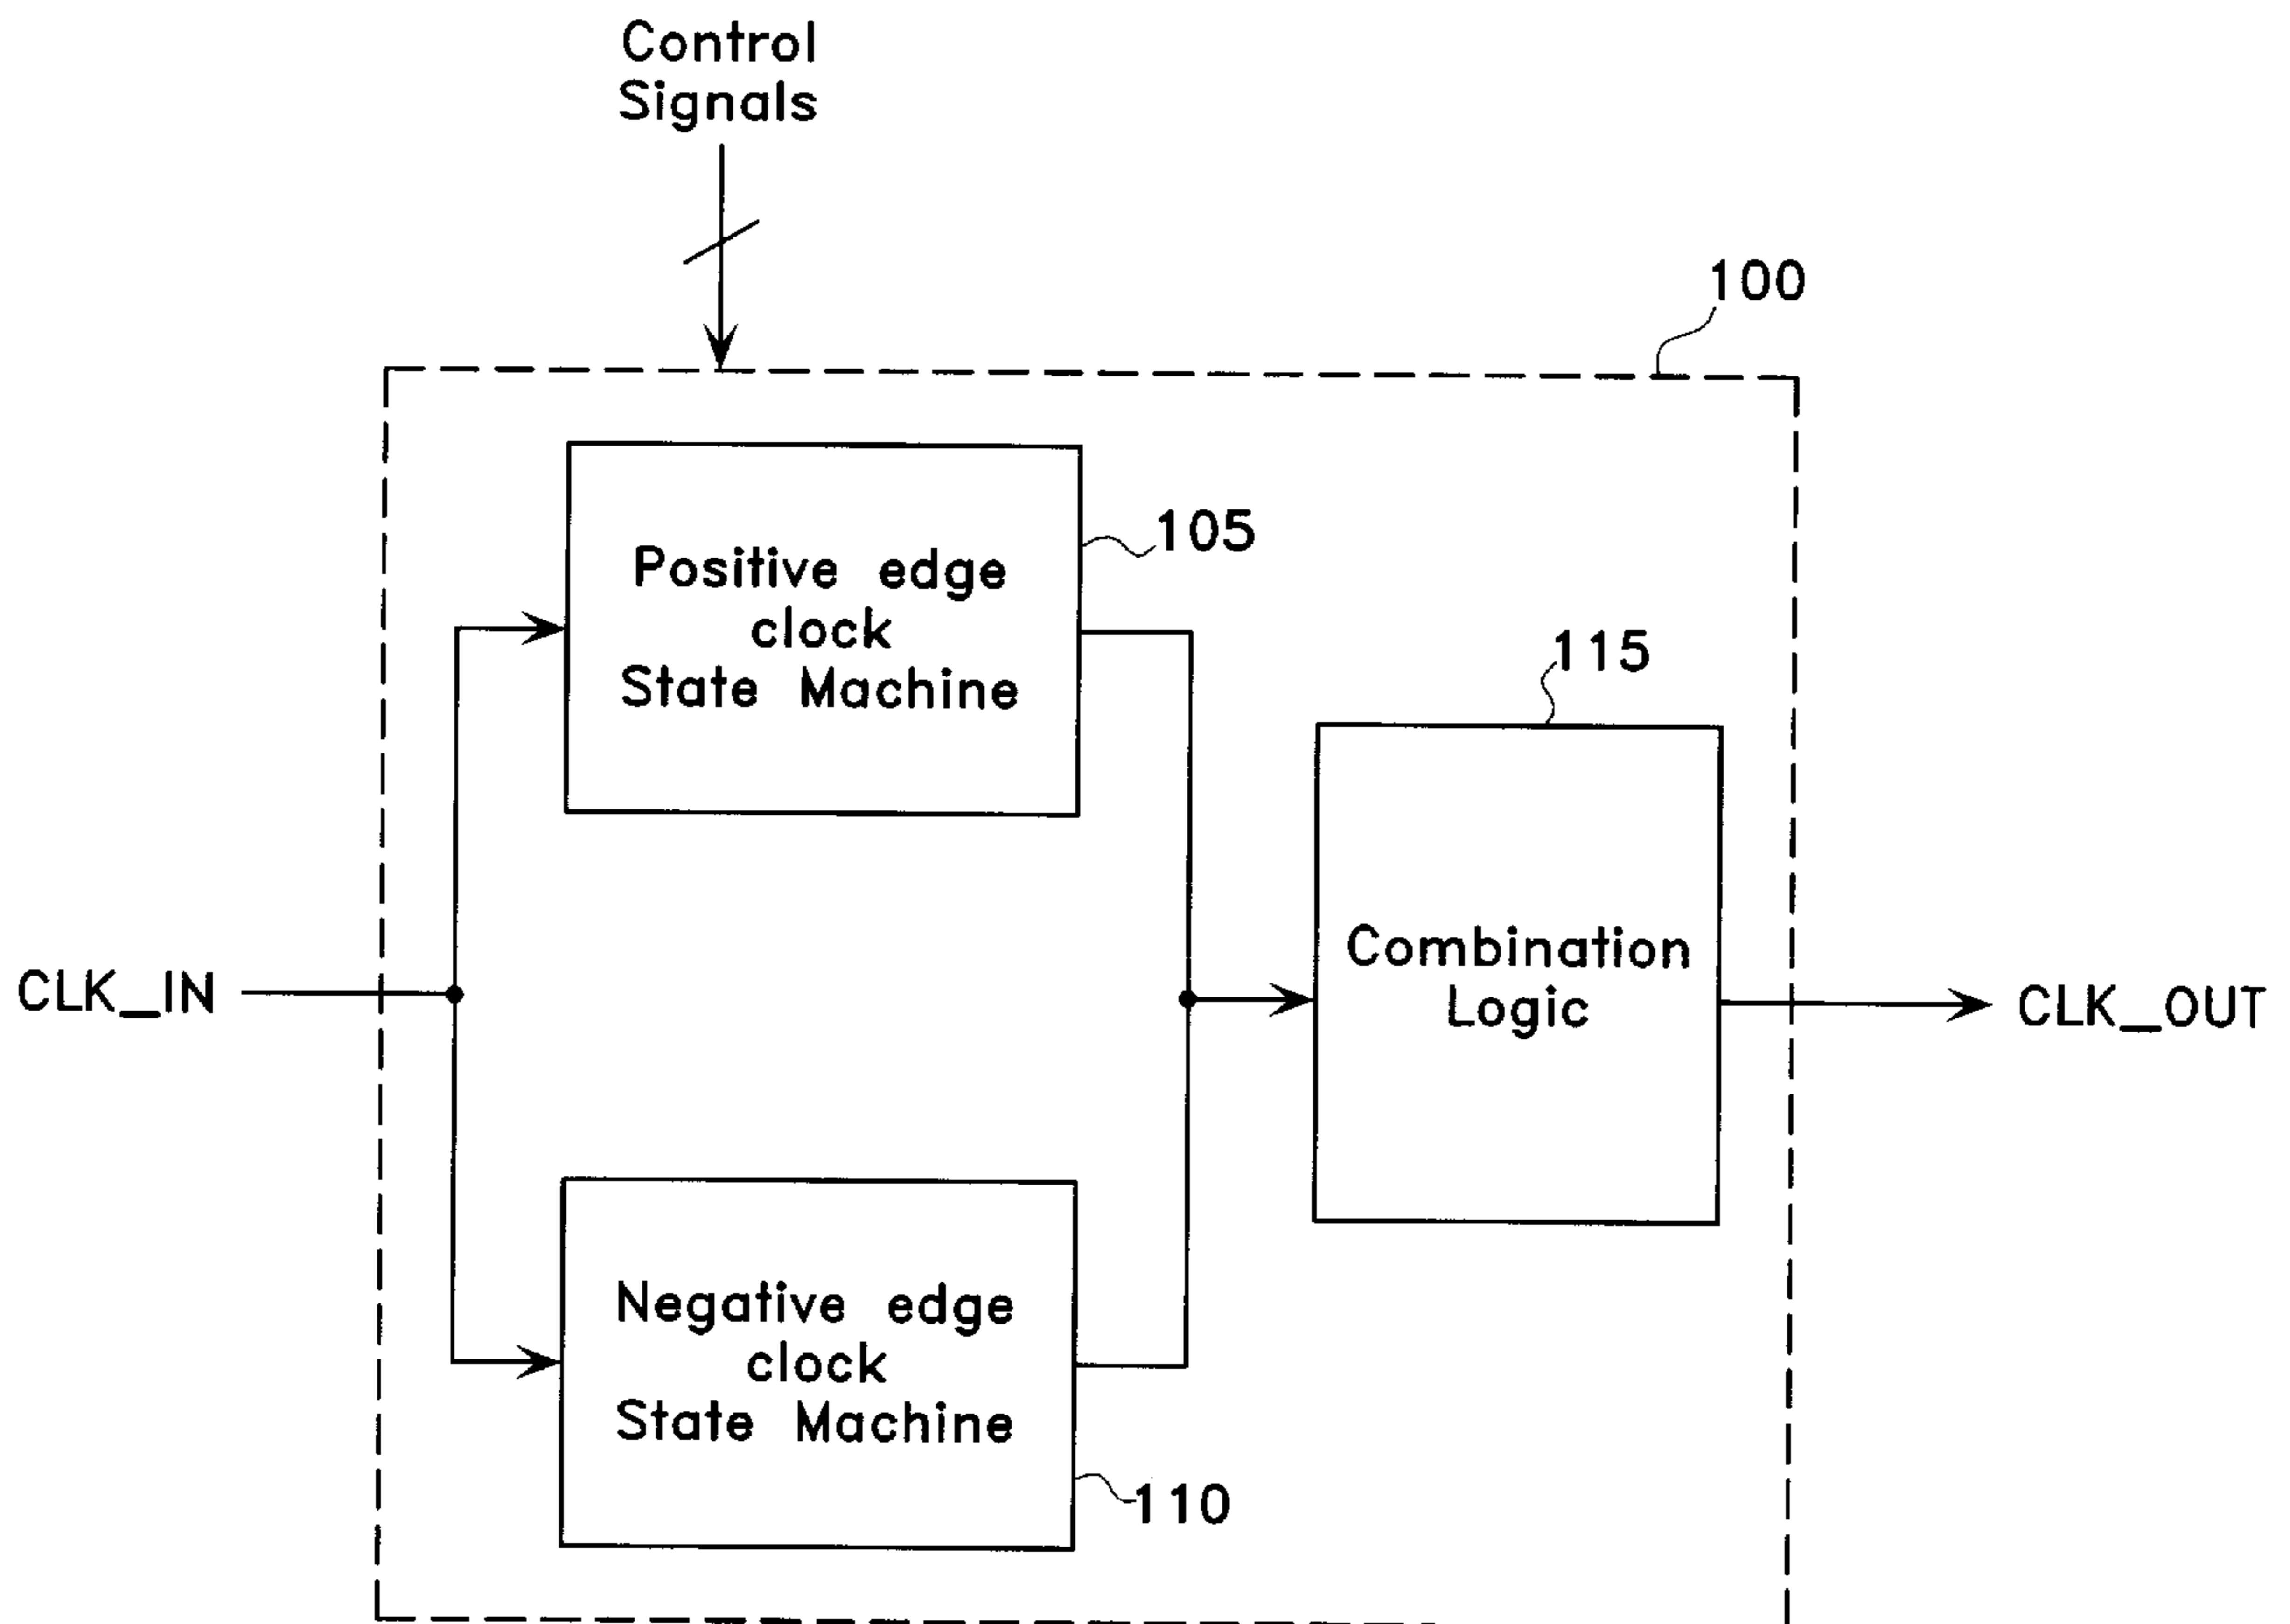 Control
Signals
100
Positive edge
clock
State Machine
105
115
Combination
Logic
CLK_IN
CLK_OUT
Negative edge
clock
State Machine
110